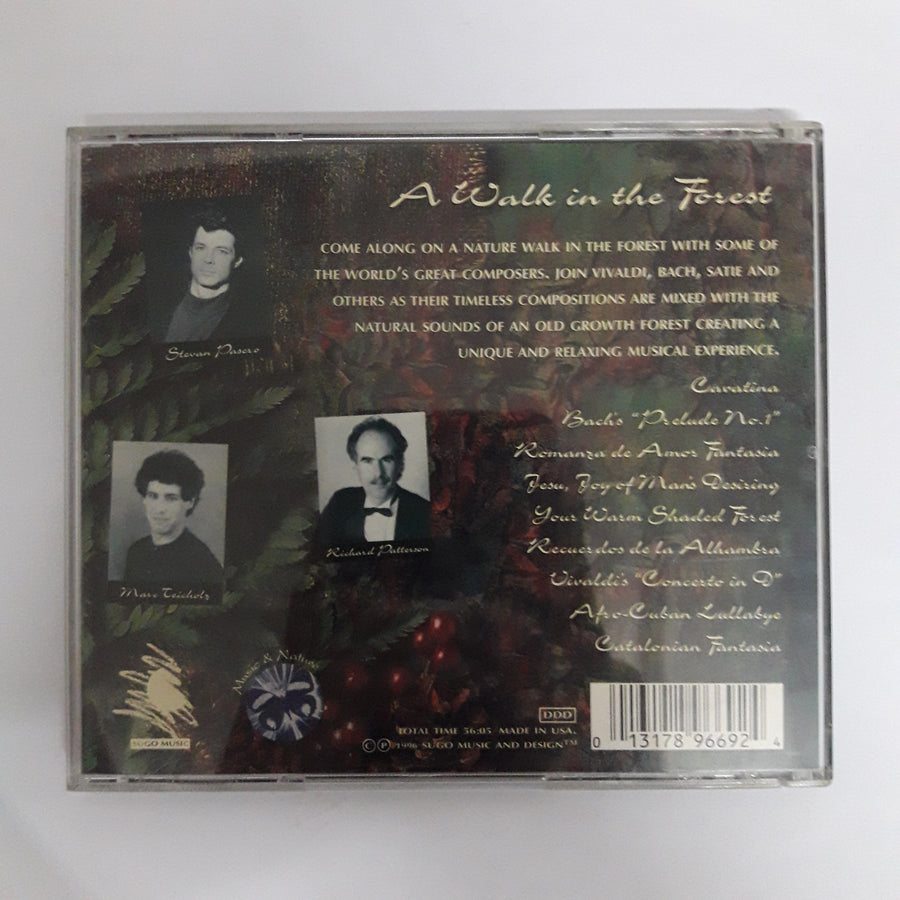 A Walk in the Forest
COME ALONG ON A NATURE WALK IN THE FOREST WITH SOME OF
THE WORLD'S GREAT COMPOSERS. JOIN VIVALDI, BACH, SATIE AND
OTHERS AS THEIR TIMELESS COMPOSITIONS ARE MIXED WITH THE
NATURAL SOUNDS OF AN OLD GROWTH FOREST CREATING A
UNIQUE AND RELAXING MUSICAL EXPERIENCE.
Stevan Pasero
Cavatina
Bach's "Prelude No.1"
Romanza de Amor Fantasia
Jesu, Joy of Man's Desiring
Your Warm Shaded Forest
Recuerdos de la Alhambra
Vivaldi's "Concerto in D"
Afro-Cuban Lullabye
Catalonian Fantasia
Richard Patterson
Marc Teicholz
SUGO MUSIC
Music & Nature
DDD
TOTAL TIME 56:05 MADE IN USA.
©℗1996 SUGO MUSIC AND DESIGN™
0 13178 96692 4